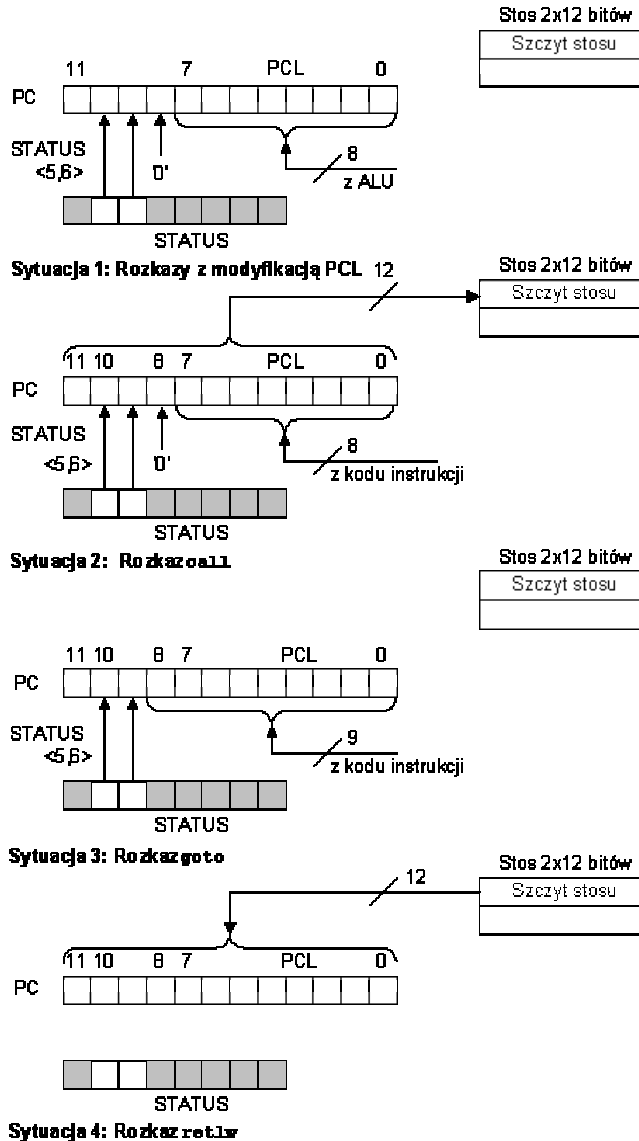 Stos 2x12 bitów
Szczyt stosu
11 7 PCL 0
PC
STATUS
<5,6>
'0'
8
z ALU
STATUS
Sytuacja 1: Rozkazy z modyfikacją PCL
12
Stos 2x12 bitów
Szczyt stosu
11 10 8 7 PCL 0
PC
STATUS
<5,6>
'0'
8
z kodu instrukcji
STATUS
Sytuacja 2: Rozkaz call
Stos 2x12 bitów
Szczyt stosu
11 10 8 7 PCL 0
PC
STATUS
<5,6>
9
z kodu instrukcji
STATUS
Sytuacja 3: Rozkaz goto
12
Stos 2x12 bitów
Szczyt stosu
11 10 8 7 PCL 0
PC
STATUS
Sytuacja 4: Rozkaz retlw